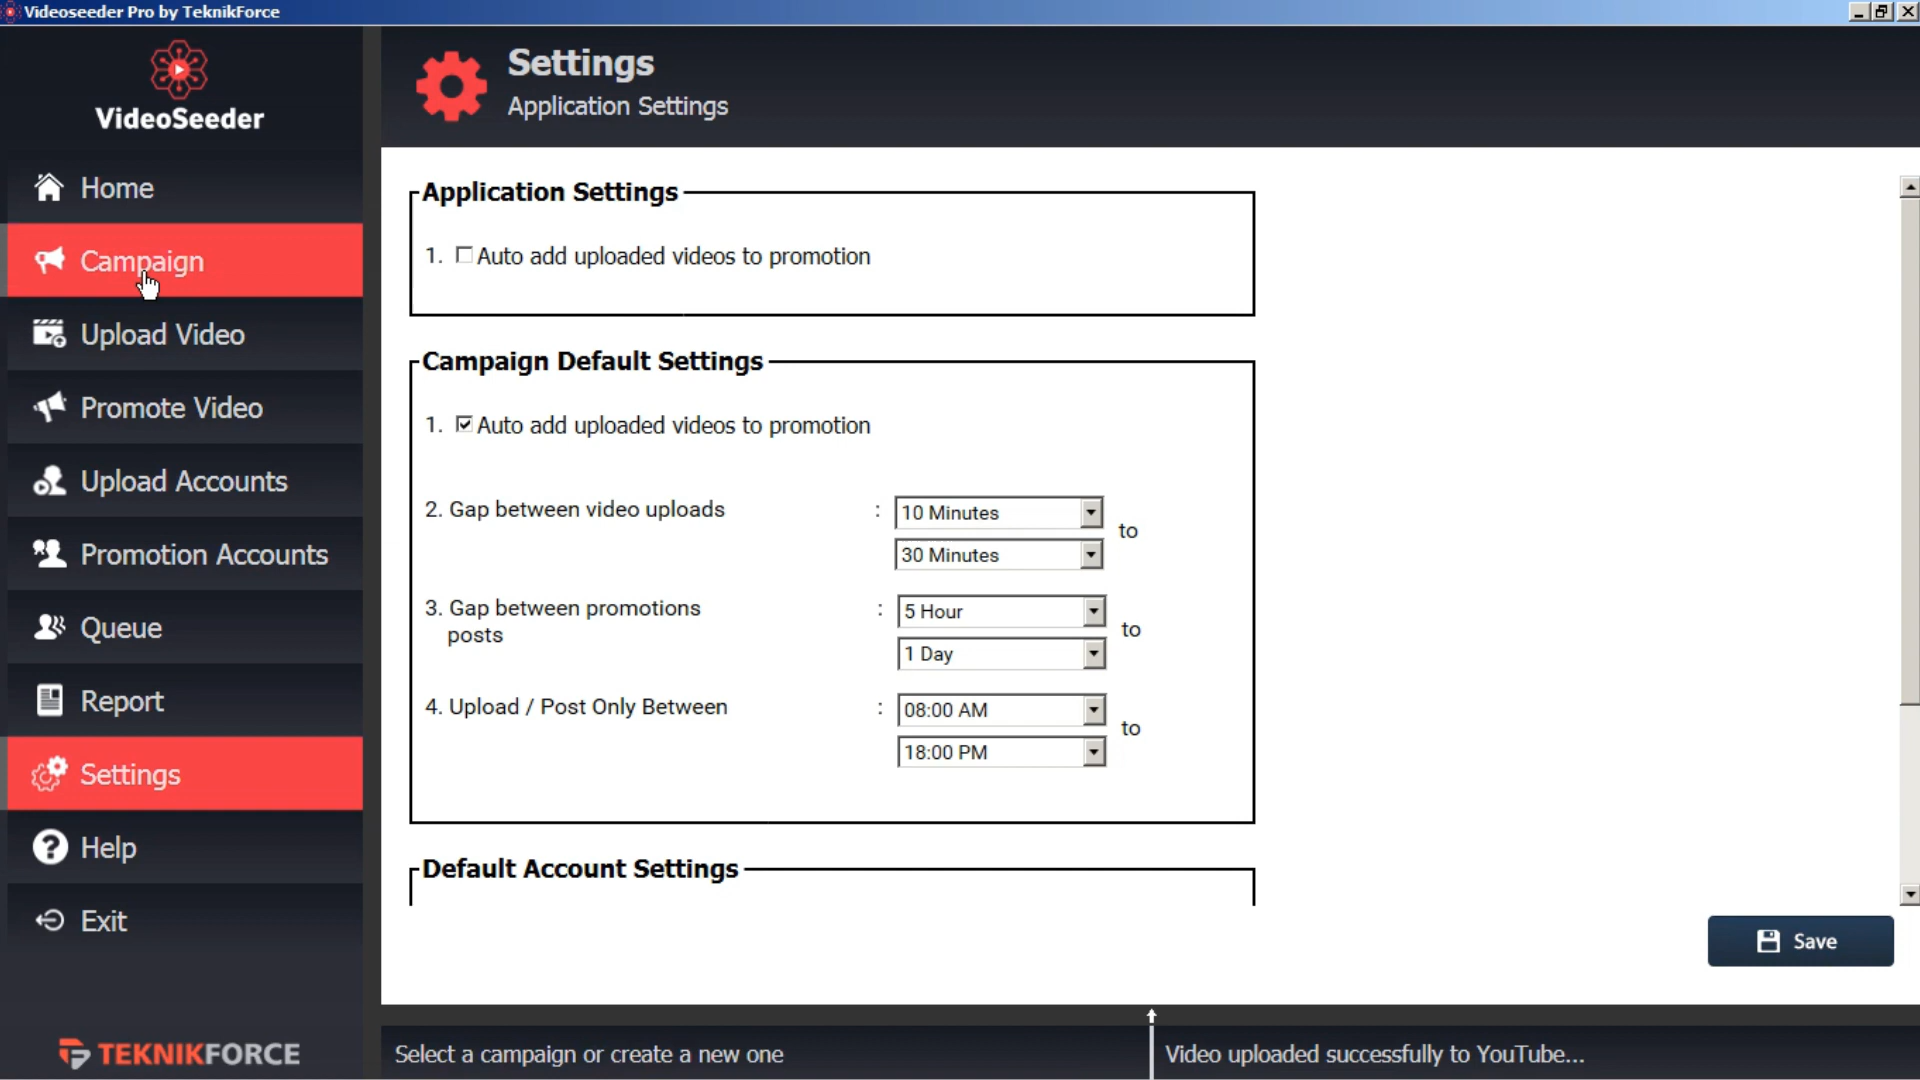 Videoseeder Pro by TeknikForce
VideoSeeder
Home
Campaign
Upload Video
Promote Video
Upload Accounts
Promotion Accounts
Queue
Report
Settings
Help
Exit
TEKNIKFORCE
Settings
Application Settings
Application Settings
1. Auto add uploaded videos to promotion
Campaign Default Settings
1. Auto add uploaded videos to promotion
2. Gap between video uploads : 10 Minutes to
30 Minutes
3. Gap between promotions : 5 Hour to
posts
1 Day
4. Upload / Post Only Between : 08:00 AM to
18:00 PM
Default Account Settings
Save
Select a campaign or create a new one
Video uploaded successfully to YouTube...